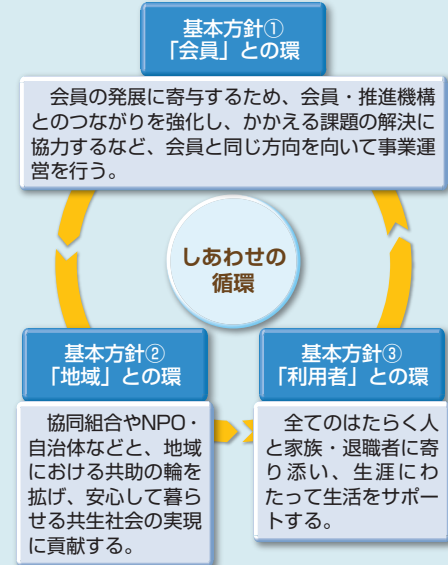 基本方針①
「会員」との環
会員の発展に寄与するため、会員・推進機構
とのつながりを強化し、かかえる課題の解決に
協力するなど、会員と同じ方向を向いて事業運
営を行う。
しあわせの
循環
基本方針②
「地域」との環
協同組合やNPO・
自治体などと、地域
における共助の輪を
拡げ、安心して暮ら
せる共生社会の実現
に貢献する。
基本方針③
「利用者」との環
全てのはたらく人
と家族・退職者に寄
り添い、生涯にわ
たって生活をサポー
トする。